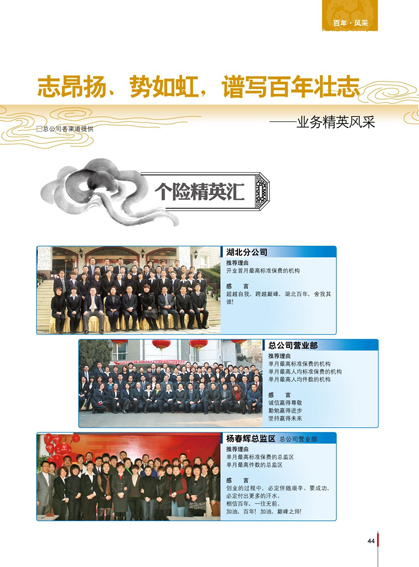 百年·风采
志昂扬、势如虹，谱写百年壮志
——业务精英风采
□总公司各渠道提供
个险精英汇
湖北分公司
推荐理由
开业首月最高标准保费的机构
感 言
超越自我，跨越巅峰，湖北百年，舍我其
谁！
总公司营业部
推荐理由
单月最高标准保费的机构
单月最高人均标准保费的机构
单月最高人均件数的机构
感 言
诚信赢得尊敬
勤勉赢得进步
坚持赢得未来
杨春辉总监区 总公司营业部
推荐理由
单月最高标准保费的总监区
单月最高件数的总监区
感 言
创业的过程中，必定伴随艰辛。要成功，
必定付出更多的汗水。
相信百年，一往无前。
加油，百年！加油，巅峰之师！
44